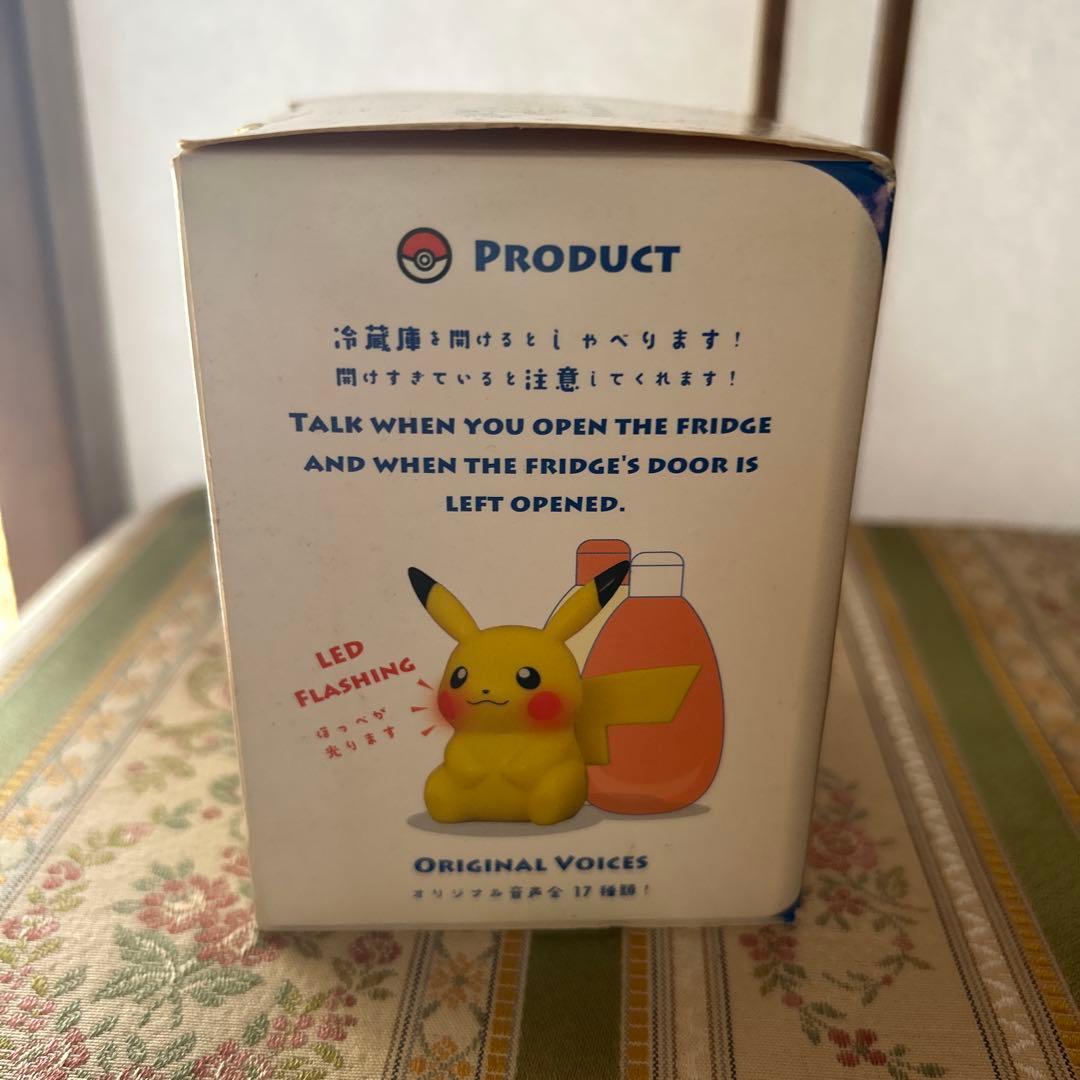 PRODUCT
冷蔵庫を開けるとしゃべります!
開けすぎていると注意してくれます!
TALK WHEN YOU OPEN THE FRIDGE
AND WHEN THE FRIDGE'S DOOR IS
LEFT OPENED.
LED
FLASHING
ほっぺが
光ります
ORIGINAL VOICES
オリジナル音声全 17 種類!